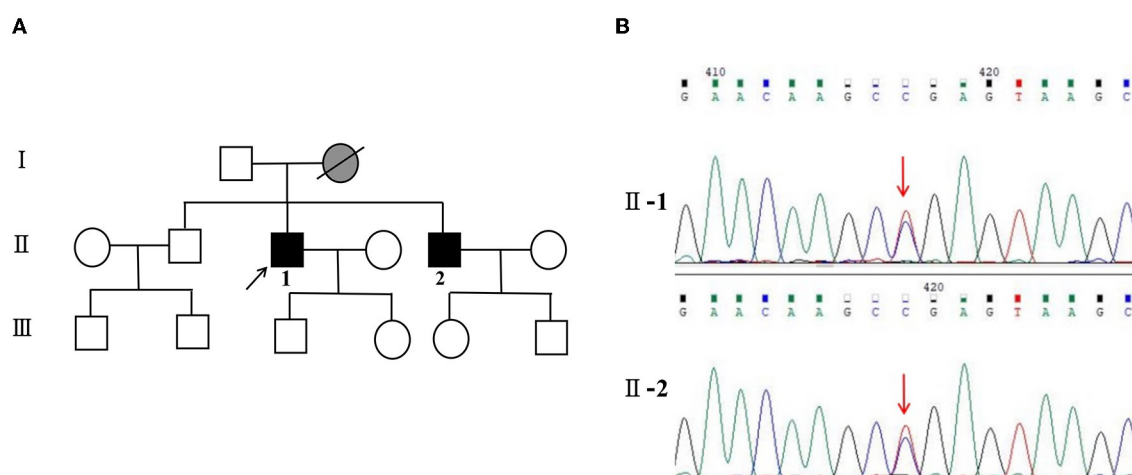 A
B
Ⅰ
Ⅱ
1
2
Ⅲ
410
420
G A A C A A G C C G A G T A A G C
Ⅱ-1
420
G A A C A A G C C G A G T A A G C
Ⅱ-2